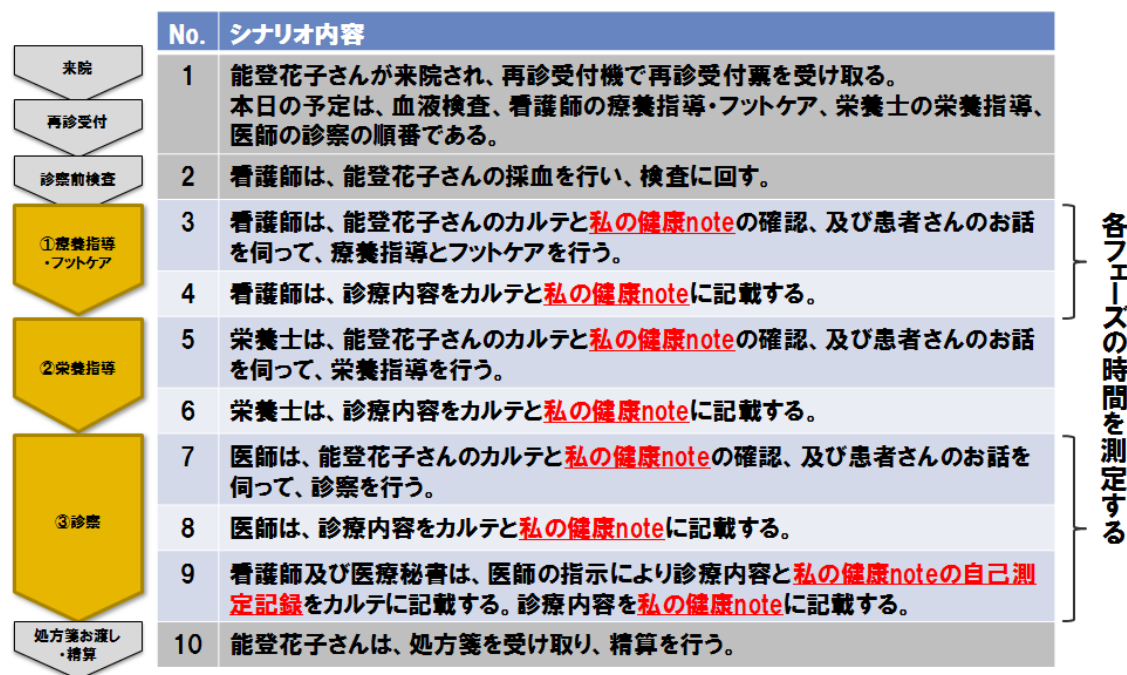 No. シナリオ内容
来院
再診受付
診察前検査
①療養指導
・フットケア
②栄養指導
③診察
処方箋お渡し
・精算
1 能登花子さんが来院され、再診受付機で再診受付票を受け取る。
本日の予定は、血液検査、看護師の療養指導・フットケア、栄養士の栄養指導、
医師の診察の順番である。
2 看護師は、能登花子さんの採血を行い、検査に回す。
3 看護師は、能登花子さんのカルテと私の健康noteの確認、及び患者さんのお話
を伺って、療養指導とフットケアを行う。
4 看護師は、診療内容をカルテと私の健康noteに記載する。
5 栄養士は、能登花子さんのカルテと私の健康noteの確認、及び患者さんのお話
を伺って、栄養指導を行う。
6 栄養士は、診療内容をカルテと私の健康noteに記載する。
7 医師は、能登花子さんのカルテと私の健康noteの確認、及び患者さんのお話を
伺って、診察を行う。
8 医師は、診療内容をカルテと私の健康noteに記載する。
9 看護師及び医療秘書は、医師の指示により診療内容と私の健康noteの自己測
定記録をカルテに記載する。診療内容を私の健康noteに記載する。
10 能登花子さんは、処方箋を受け取り、精算を行う。
各フェーズの時間を測定する